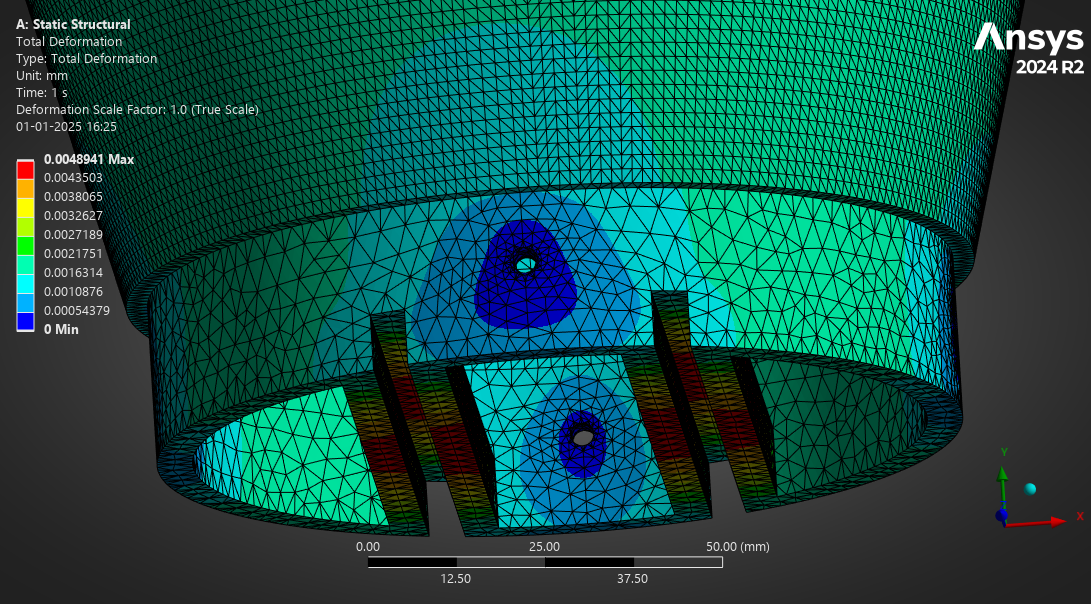 A: Static Structural
Total Deformation
Type: Total Deformation
Unit: mm
Time: 1 s
Deformation Scale Factor: 1.0 (True Scale)
01-01-2025 16:25
0.0048941 Max
0.0043503
0.0038065
0.0032627
0.0027189
0.0021751
0.0016314
0.0010876
0.00054379
0 Min
Ansys
2024 R2
Y
X
0.00 25.00 50.00 (mm)
12.50 37.50